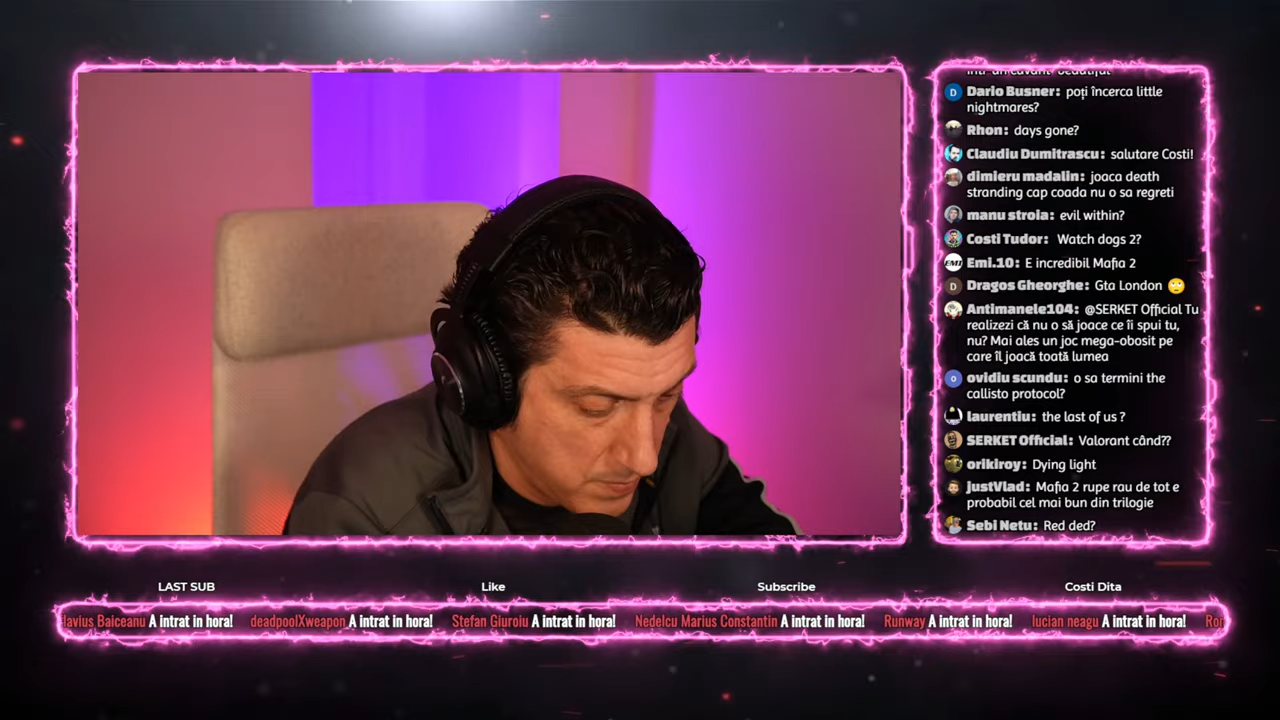 Dario Busner: poți încerca little
nightmares?
Rhon: days gone?
Claudiu Dumitrascu: salutare Costi!
dimieru madalin: joaca death
stranding cap coada nu o sa regreti
manu stroia: evil within?
Costi Tudor: Watch dogs 2?
EMI Emi.10: E incredibil Mafia 2
Dragos Gheorghe: Gta London 🙄
Antimanele104: @SERKET Official Tu
realizezi că nu o să joace ce îi spui tu,
nu? Mai ales un joc mega-obosit pe
care îl joacă toată lumea
ovidiu scundu: o sa termini the
callisto protocol?
laurentiu: the last of us ?
SERKET Official: Valorant când??
orikiroy: Dying light
justVlad: Mafia 2 rupe rau de tot e
probabil cel mai bun din trilogie
Sebi Netu: Red ded?
LAST SUB Like Subscribe Costi Dita
lavius Baiceanu A intrat in hora! deadpoolXweapon A intrat in hora! Stefan Giuroiu A intrat in hora! Nedelcu Marius Constantin A intrat in hora! Runway A intrat in hora! lucian neagu A intrat in hora!